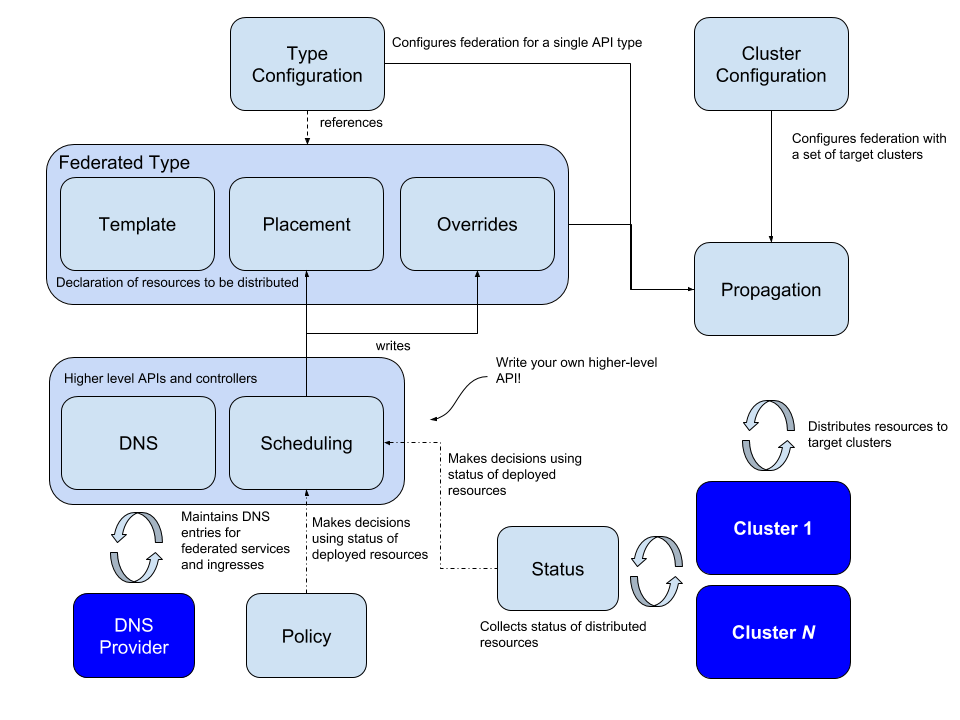 Type
Configuration
Configures federation for a single API type
Cluster
Configuration
references
Configures federation with
a set of target clusters
Federated Type
Template
Placement
Overrides
Declaration of resources to be distributed
Propagation
writes
Write your own higher-level
API!
Higher level APIs and controllers
DNS
Scheduling
Distributes resources to
target clusters
Makes decisions using
status of deployed
resources
Maintains DNS
entries for
federated services
and ingresses
Makes decisions
using status of
deployed resources
Cluster 1
Status
Collects status of distributed
resources
DNS
Provider
Policy
Cluster N